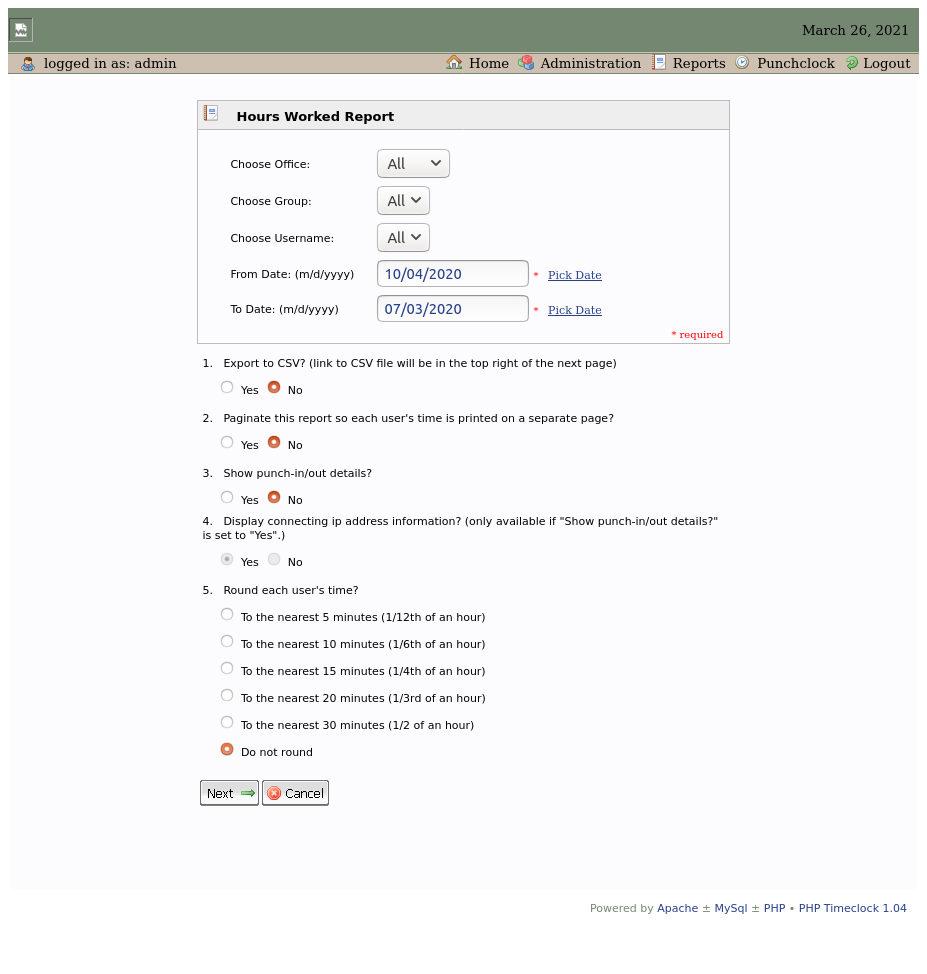 March 26, 2021
logged in as: admin Home Administration Reports Punchclock Logout
Hours Worked Report
Choose Office: All
Choose Group: All
Choose Username: All
From Date: (m/d/yyyy) 10/04/2020 * Pick Date
To Date: (m/d/yyyy) 07/03/2020 * Pick Date
* required
1. Export to CSV? (link to CSV file will be in the top right of the next page)
Yes No
2. Paginate this report so each user's time is printed on a separate page?
Yes No
3. Show punch-in/out details?
Yes No
4. Display connecting ip address information? (only available if "Show punch-in/out details?"
is set to "Yes".)
Yes No
5. Round each user's time?
To the nearest 5 minutes (1/12th of an hour)
To the nearest 10 minutes (1/6th of an hour)
To the nearest 15 minutes (1/4th of an hour)
To the nearest 20 minutes (1/3rd of an hour)
To the nearest 30 minutes (1/2 of an hour)
Do not round
Next Cancel
Powered by Apache ± MySql ± PHP • PHP Timeclock 1.04